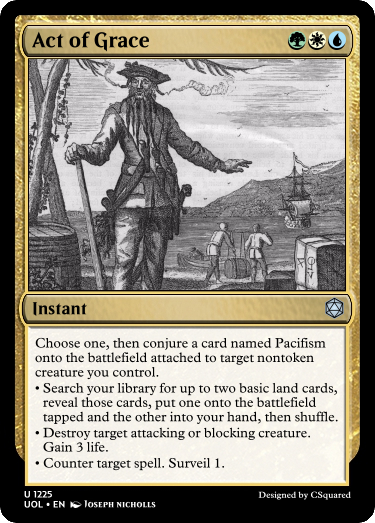 Act of Grace
Instant
Choose one, then conjure a card named Pacifism
onto the battlefield attached to target nontoken
creature you control.
• Search your library for up to two basic land cards,
reveal those cards, put one onto the battlefield
tapped and the other into your hand, then shuffle.
• Destroy target attacking or blocking creature.
Gain 3 life.
• Counter target spell. Surveil 1.
U 1225
UOL • EN Joseph Nicholls
Designed by CSquared